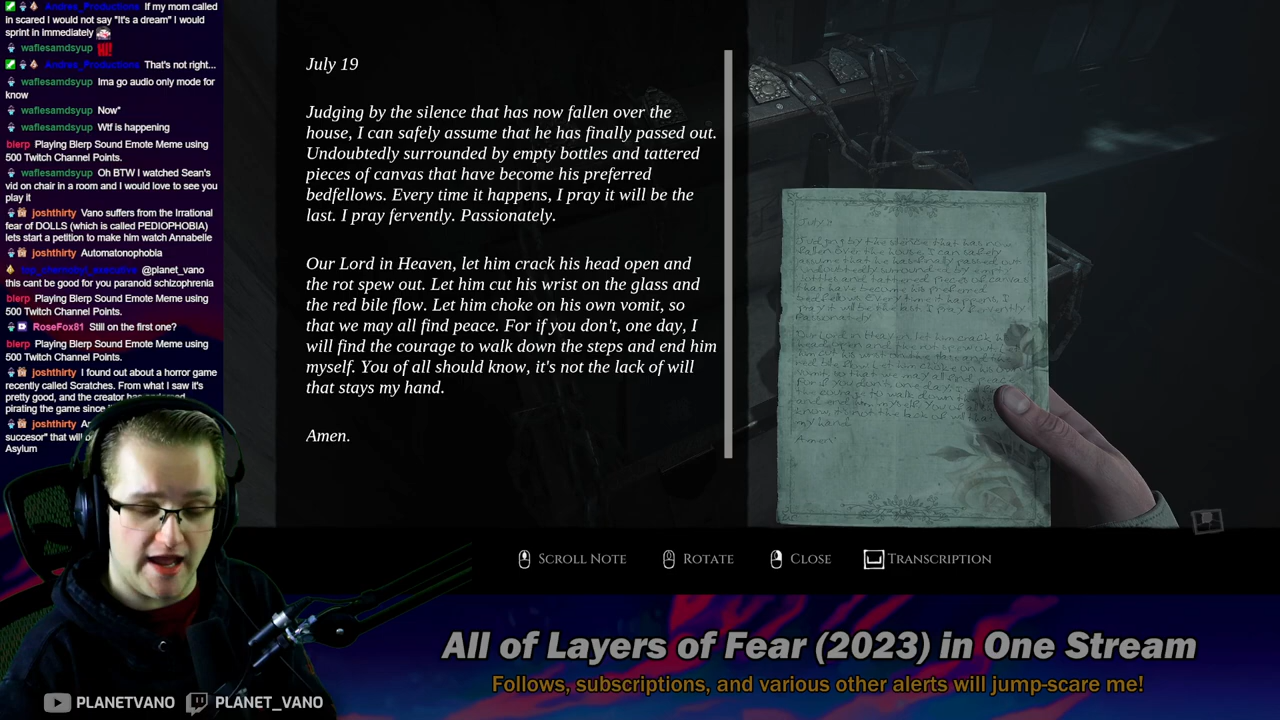 Andres_Productions If my mom called
in scared I would not say "It's a dream" I would
sprint in immediately
waflesamdsyup HI!
Andres_Productions That's not right...
waflesamdsyup Ima go audio only mode for
know
waflesamdsyup Now*
waflesamdsyup Wtf is happening
blerp Playing Blerp Sound Emote Meme using
500 Twitch Channel Points.
waflesamdsyup Oh BTW I watched Sean's
vid on chair in a room and I would love to see you
play it
joshthirty Vano suffers from the Irrational
fear of DOLLS (which is called PEDIOPHOBIA)
lets start a petition to make him watch Annabelle
joshthirty Automatonophobia
@planet_vano
this cant be good for you paranoid schizophrenia
blerp Playing Blerp Sound Emote Meme using
500 Twitch Channel Points.
RoseFox81 Still on the first one?
blerp Playing Blerp Sound Emote Meme using
500 Twitch Channel Points.
joshthirty I found out about a horror game
recently called Scratches. From what I saw it's
pretty good, and the creator has
pirating the game since
joshthirty
succesor" that will
Asylum
July 19
Judging by the silence that has now fallen over the
house, I can safely assume that he has finally passed out.
Undoubtedly surrounded by empty bottles and tattered
pieces of canvas that have become his preferred
bedfellows. Every time it happens, I pray it will be the
last. I pray fervently. Passionately.
Our Lord in Heaven, let him crack his head open and
the rot spew out. Let him cut his wrist on the glass and
the red bile flow. Let him choke on his own vomit, so
that we may all find peace. For if you don't, one day, I
will find the courage to walk down the steps and end him
myself. You of all should know, it's not the lack of will
that stays my hand.
Amen.
SCROLL NOTE
ROTATE
CLOSE
TRANSCRIPTION
All of Layers of Fear (2023) in One Stream
Follows, subscriptions, and various other alerts will jump-scare me!
PLANETVANO
PLANET_VANO